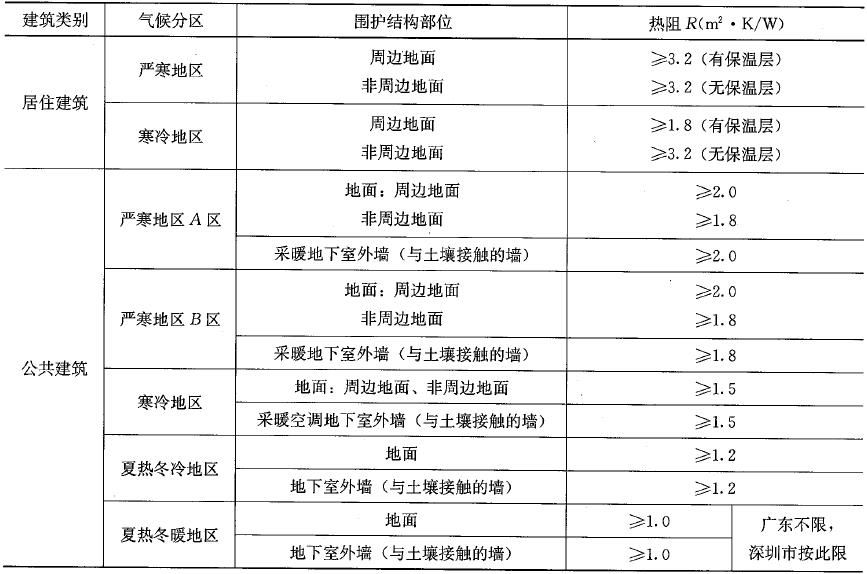 建筑类别 气候分区 围护结构部位 热阻 R(m²·K/W)
居住建筑 严寒地区 周边地面 ≥3.2（有保温层）
非周边地面 ≥3.2（无保温层）
寒冷地区 周边地面 ≥1.8（有保温层）
非周边地面 ≥3.2（无保温层）
公共建筑 严寒地区 A 区 地面：周边地面 ≥2.0
非周边地面 ≥1.8
采暖地下室外墙（与土壤接触的墙） ≥2.0
严寒地区 B 区 地面：周边地面 ≥2.0
非周边地面 ≥1.8
采暖地下室外墙（与土壤接触的墙） ≥1.8
寒冷地区 地面：周边地面、非周边地面 ≥1.5
采暖空调地下室外墙（与土壤接触的墙） ≥1.5
夏热冬冷地区 地面 ≥1.2
地下室外墙（与土壤接触的墙） ≥1.2
夏热冬暖地区 地面 ≥1.0 广东不限，
地下室外墙（与土壤接触的墙） ≥1.0 深圳市按此限